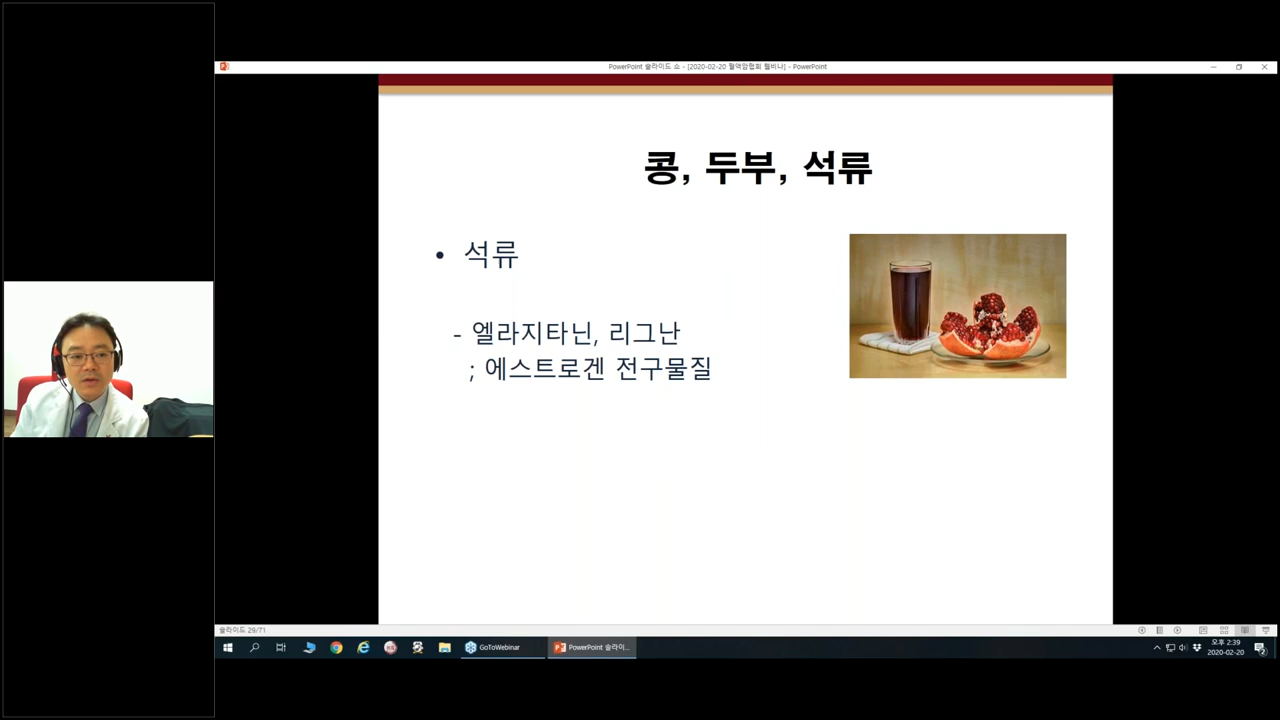 PowerPoint 슬라이드 쇼 - [2020-02-20 혈액암협회 웹비나] - PowerPoint
콩, 두부, 석류
• 석류
- 엘라지타닌, 리그난
; 에스트로겐 전구물질
슬라이드 29/71
GoToWebinar
PowerPoint 슬라이...
오후 2:39
2020-02-20